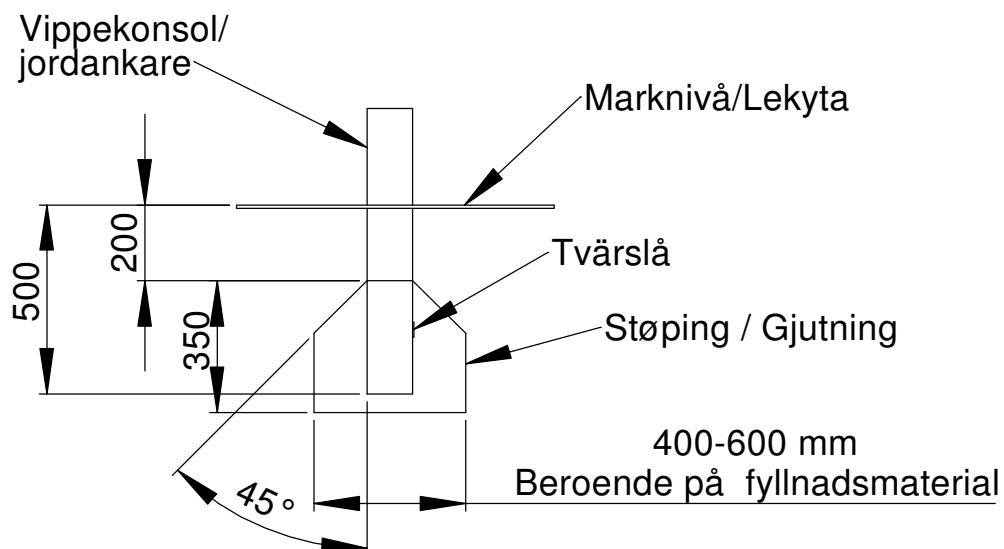 Vippekonsol/
jordankare
Marknivå/Lekyta
200
500
Tvärslå
350
Støping / Gjutning
400-600 mm
Beroende på fyllnadsmaterial
45°